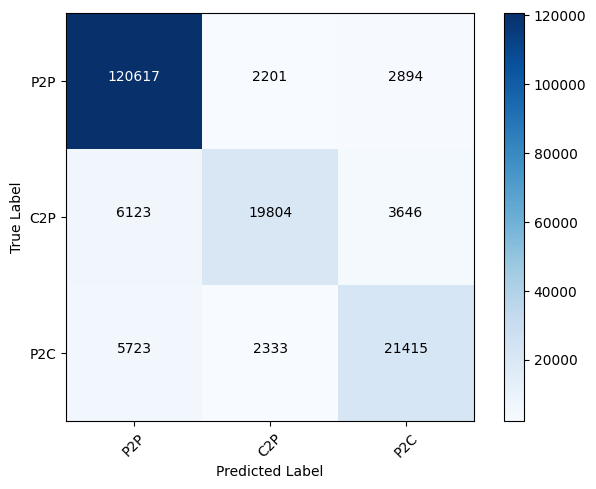 120000
P2P 120617 2201 2894
100000
80000
C2P 6123 19804 3646
60000
40000
P2C 5723 2333 21415
20000
P2P C2P P2C
Predicted Label
True Label